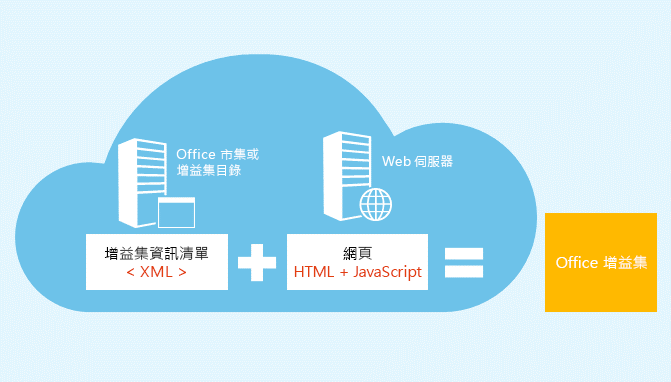 Office 市集或
增益集目錄
Web 伺服器
增益集資訊清單
< XML >
網頁
HTML + JavaScript
Office 增益集